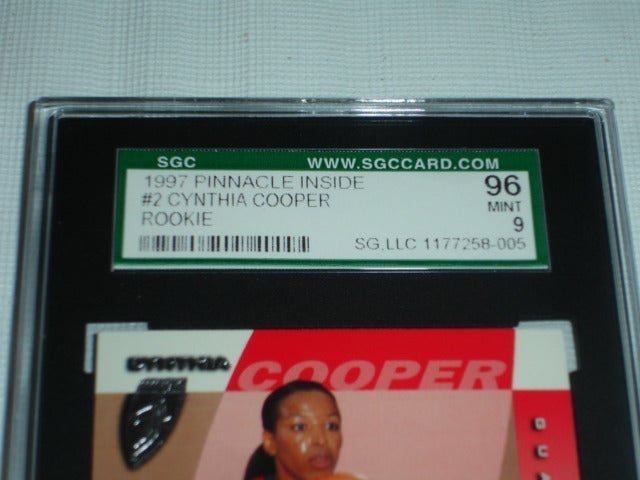 SGC WWW.SGCCARD.COM
1997 PINNACLE INSIDE 96
#2 CYNTHIA COOPER MINT
ROOKIE 9
SG,LLC 1177258-005
CYNTHIA COOPER